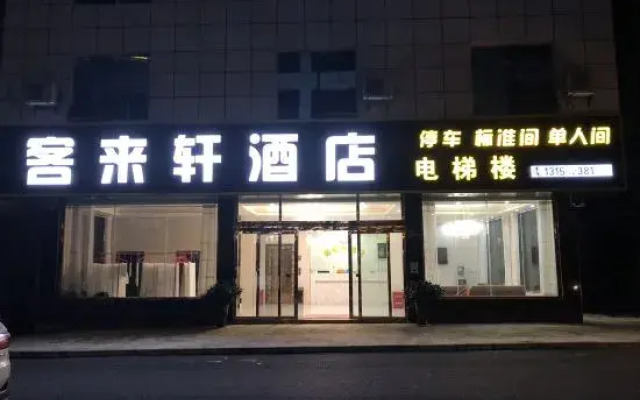 客来轩酒店
停车 标准间 单人间
电梯楼